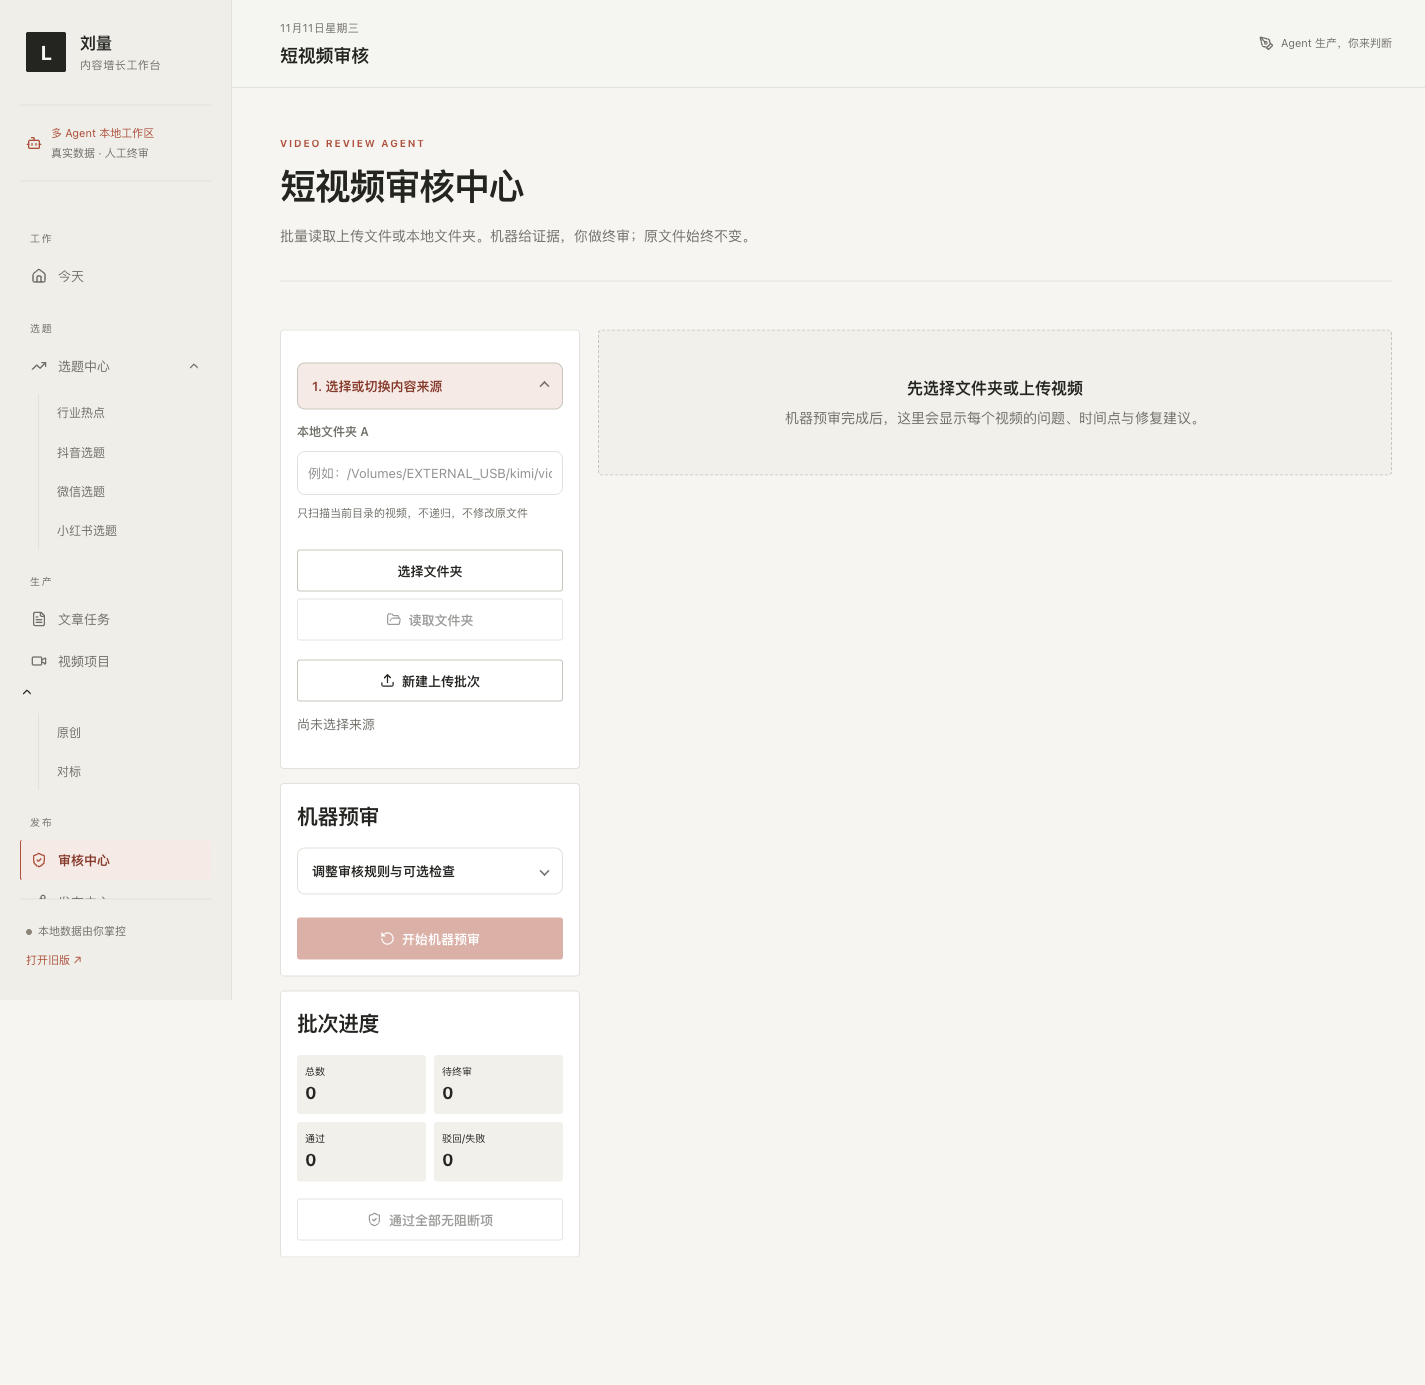 L
刘量
内容增长工作台
多 Agent 本地工作区
真实数据 · 人工终审
工作
今天
选题
选题中心
行业热点
抖音选题
微信选题
小红书选题
生产
文章任务
视频项目
原创
对标
发布
审核中心
本地数据由你掌控
打开旧版 ↗
11月11日星期三
短视频审核
Agent 生产，你来判断
VIDEO REVIEW AGENT
短视频审核中心
批量读取上传文件或本地文件夹。机器给证据，你做终审；原文件始终不变。
1. 选择或切换内容来源
本地文件夹 A
例如：/Volumes/EXTERNAL_USB/kimi/vic
只扫描当前目录的视频，不递归，不修改原文件
选择文件夹
读取文件夹
新建上传批次
尚未选择来源
机器预审
调整审核规则与可选检查
开始机器预审
批次进度
总数
0
待终审
0
通过
0
驳回/失败
0
通过全部无阻断项
先选择文件夹或上传视频
机器预审完成后，这里会显示每个视频的问题、时间点与修复建议。